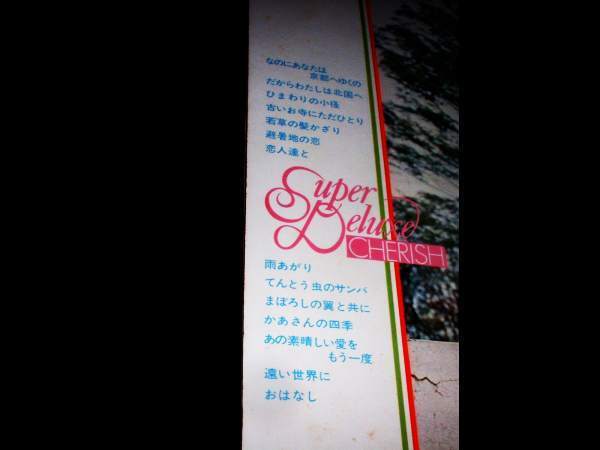 なのにあなたは
京都へゆくの
だからわたしは北国へ
ひまわりの小径
古いお寺にただひとり
若草の髪かざり
避暑地の恋
恋人達と
Super
Deluxe
CHERISH
雨あがり
てんとう虫のサンバ
まぼろしの翼と共に
かあさんの四季
あの素晴しい愛を
もう一度
遠い世界に
おはなし